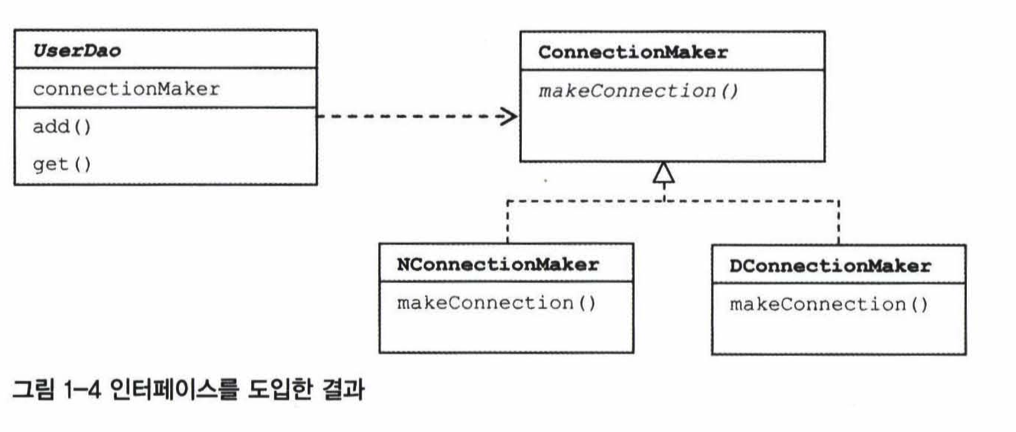 UserDao
connectionMaker
add()
get()
ConnectionMaker
makeConnection()
NConnectionMaker
makeConnection()
DConnectionMaker
makeConnection()
그림 1-4 인터페이스를 도입한 결과